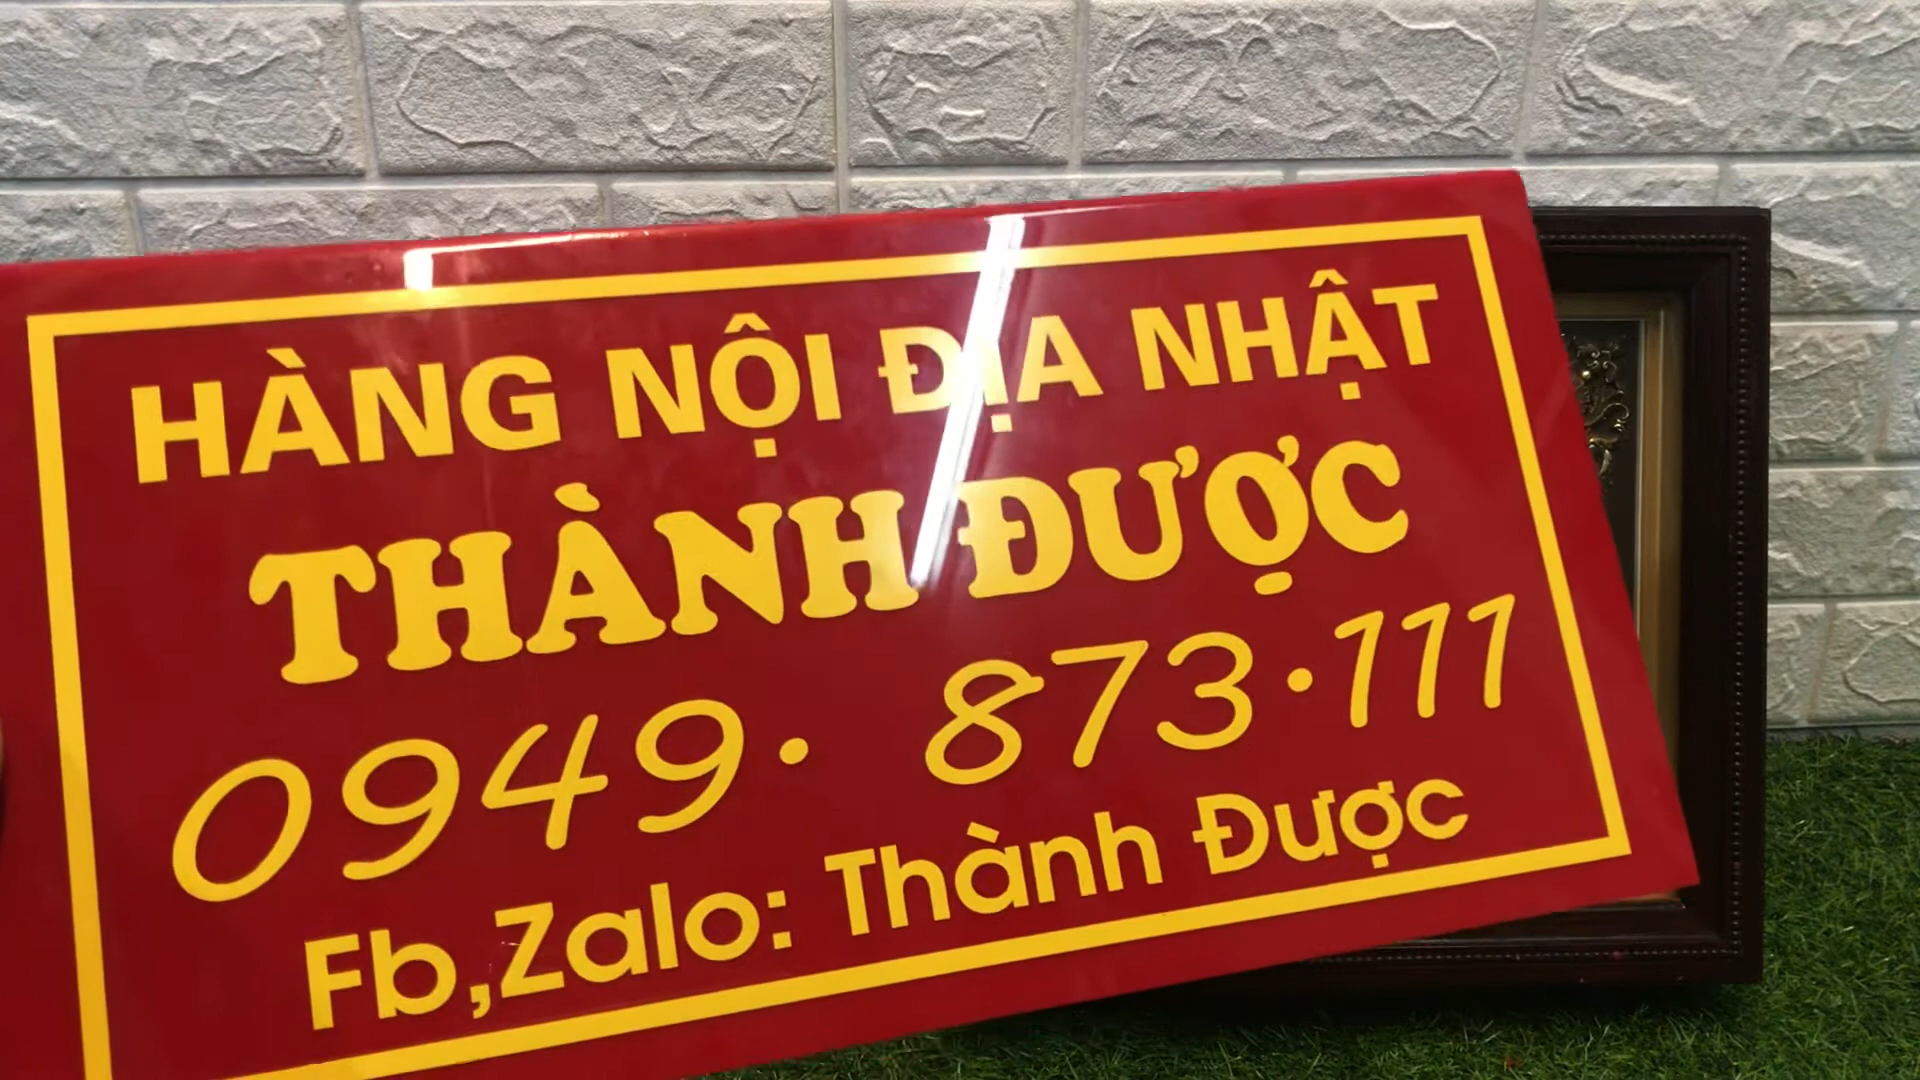 HÀNG NỘI ĐỊA NHẬT
THÀNH ĐƯỢC
0949. 873.111
Fb,Zalo: Thành Được